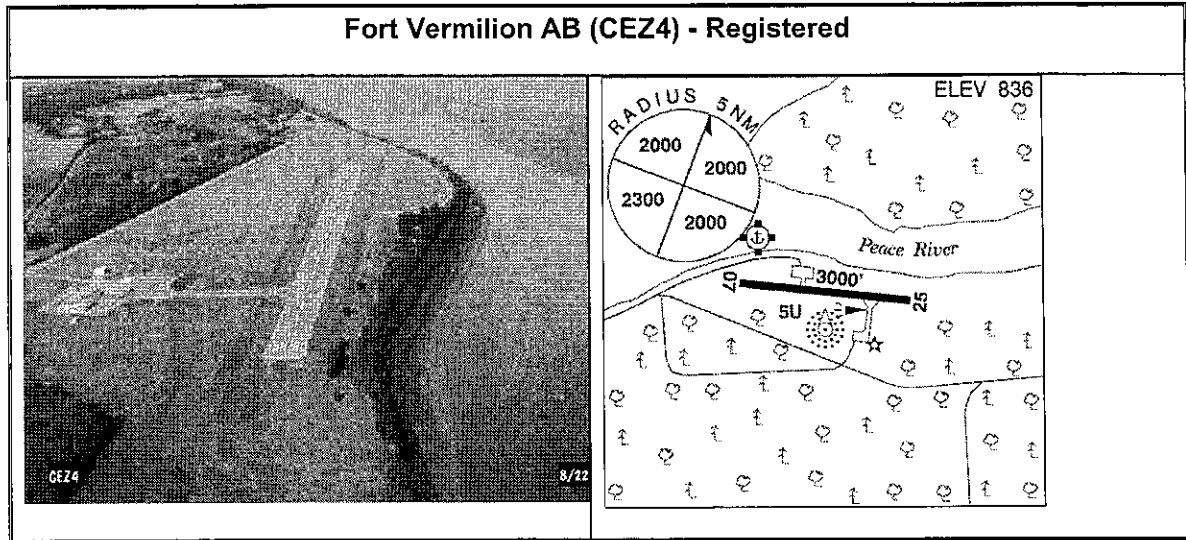 Fort Vermilion AB (CEZ4) - Registered
CEZ4
8/22
ELEV 836
RADIUS 5NM
2000
2000
2300
2000
Peace River
3000'
07
25
5U